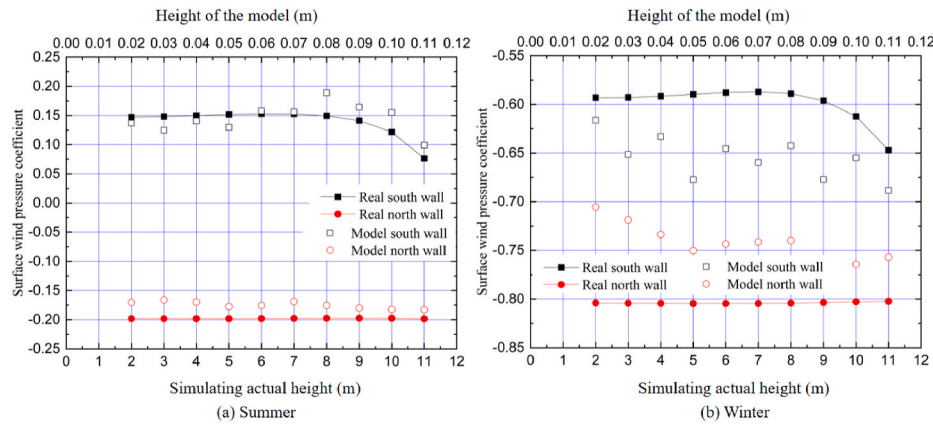 Height of the model (m)
0.00 0.01 0.02 0.03 0.04 0.05 0.06 0.07 0.08 0.09 0.10 0.11 0.12
0.25
0.20
0.15
0.10
0.05
0.00
-0.05
-0.10
-0.15
-0.20
-0.25
Surface wind pressure coefficient
Real south wall
Real north wall
Model south wall
Model north wall
0 1 2 3 4 5 6 7 8 9 10 11 12
Simulating actual height (m)
(a) Summer
Height of the model (m)
0.00 0.01 0.02 0.03 0.04 0.05 0.06 0.07 0.08 0.09 0.10 0.11 0.12
-0.55
-0.60
-0.65
-0.70
-0.75
-0.80
-0.85
Surface wind pressure coefficient
Real south wall Model south wall
Real north wall Model north wall
0 1 2 3 4 5 6 7 8 9 10 11 12
Simulating actual height (m)
(b) Winter